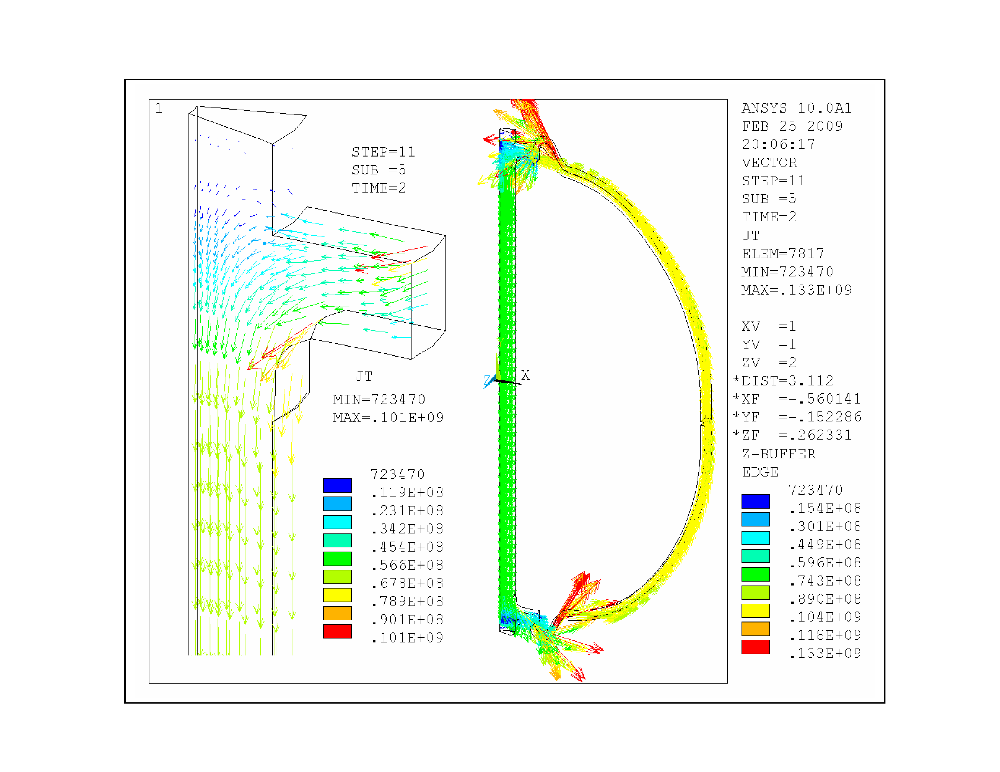 1
STEP=11
SUB =5
TIME=2
JT
MIN=723470
MAX=.101E+09
723470
.119E+08
.231E+08
.342E+08
.454E+08
.566E+08
.678E+08
.789E+08
.901E+08
.101E+09
Z
X
ANSYS 10.0A1
FEB 25 2009
20:06:17
VECTOR
STEP=11
SUB =5
TIME=2
JT
ELEM=7817
MIN=723470
MAX=.133E+09
XV =1
YV =1
ZV =2
*DIST=3.112
*XF =-.560141
*YF =-.152286
*ZF =.262331
Z-BUFFER
EDGE
723470
.154E+08
.301E+08
.449E+08
.596E+08
.743E+08
.890E+08
.104E+09
.118E+09
.133E+09